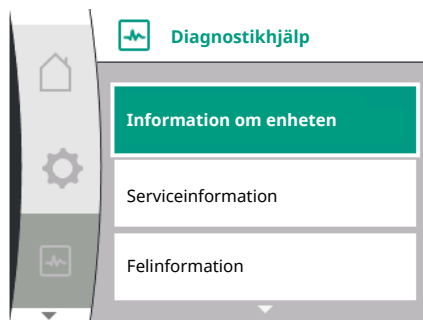 Diagnostikhjälp
Information om enheten
Serviceinformation
Felinformation